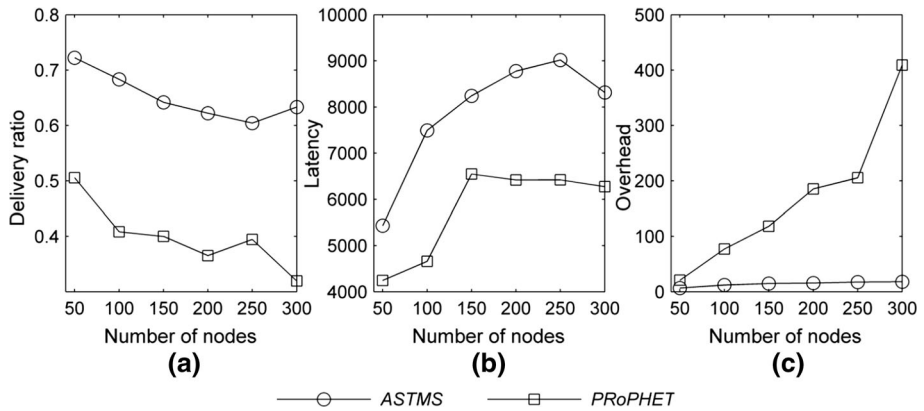 0.8
0.7
0.6
0.5
0.4
Delivery ratio
50 100 150 200 250 300
Number of nodes
(a)
10000
9000
8000
7000
6000
5000
4000
Latency
50 100 150 200 250 300
Number of nodes
(b)
500
400
300
200
100
0
Overhead
50 100 150 200 250 300
Number of nodes
(c)
ASTMS PRoPHET